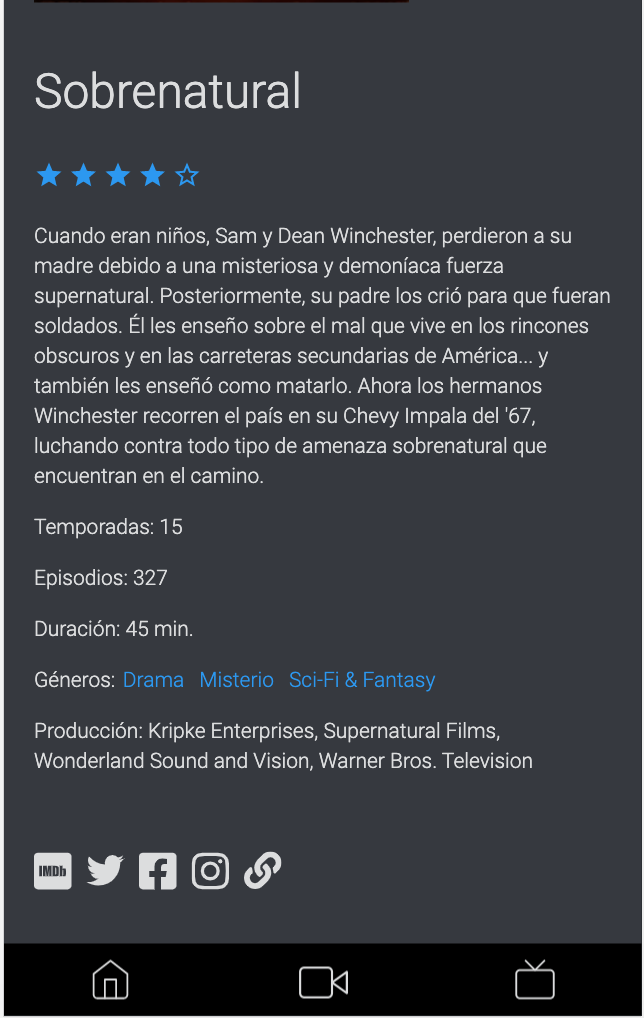 Sobrenatural
Cuando eran niños, Sam y Dean Winchester, perdieron a su
madre debido a una misteriosa y demoníaca fuerza
supernatural. Posteriormente, su padre los crió para que fueran
soldados. Él les enseño sobre el mal que vive en los rincones
obscuros y en las carreteras secundarias de América... y
también les enseñó como matarlo. Ahora los hermanos
Winchester recorren el país en su Chevy Impala del '67,
luchando contra todo tipo de amenaza sobrenatural que
encuentran en el camino.
Temporadas: 15
Episodios: 327
Duración: 45 min.
Géneros: Drama Misterio Sci-Fi & Fantasy
Producción: Kripke Enterprises, Supernatural Films,
Wonderland Sound and Vision, Warner Bros. Television
IMDb